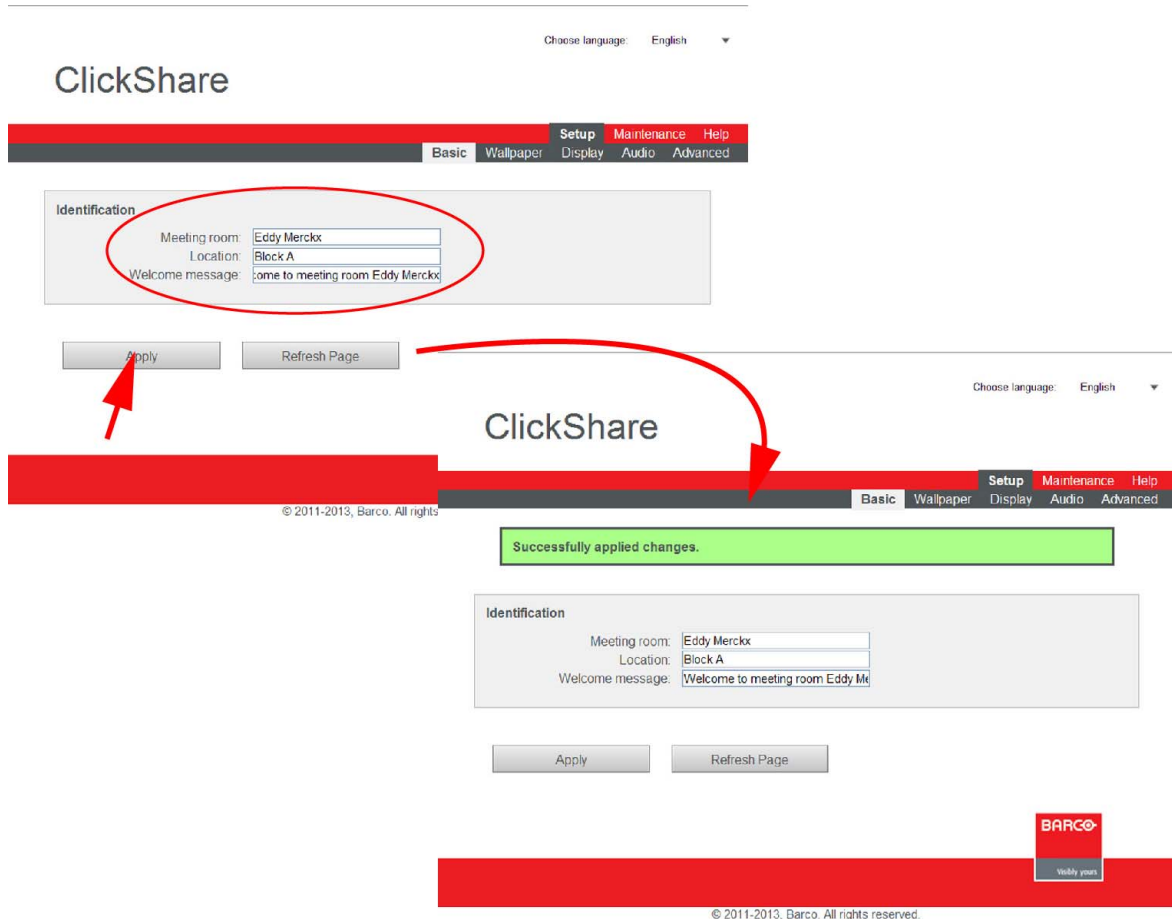 Choose language: English
ClickShare
Setup Maintenance Help
Basic Wallpaper Display Audio Advanced
Identification
Meeting room: Eddy Merckx
Location: Block A
Welcome message: come to meeting room Eddy Merckx
Apply Refresh Page
© 2011-2013, Barco. All rights
Choose language: English
ClickShare
Setup Maintenance Help
Basic Wallpaper Display Audio Advanced
Successfully applied changes.
Identification
Meeting room: Eddy Merckx
Location: Block A
Welcome message: Welcome to meeting room Eddy Me
Apply Refresh Page
BARCO
Visibly yours
© 2011-2013, Barco. All rights reserved.